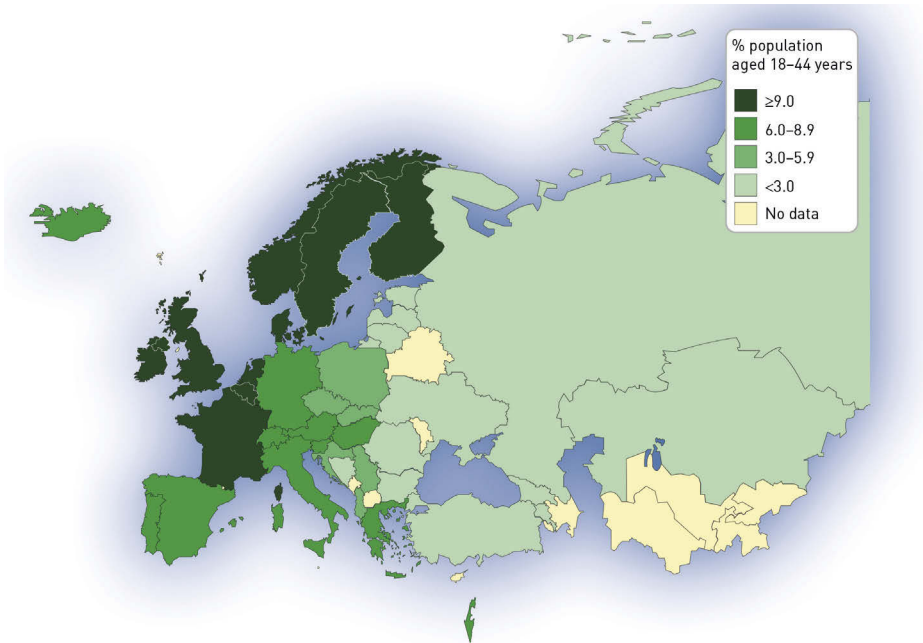 % population
aged 18–44 years
≥9.0
6.0–8.9
3.0–5.9
<3.0
No data